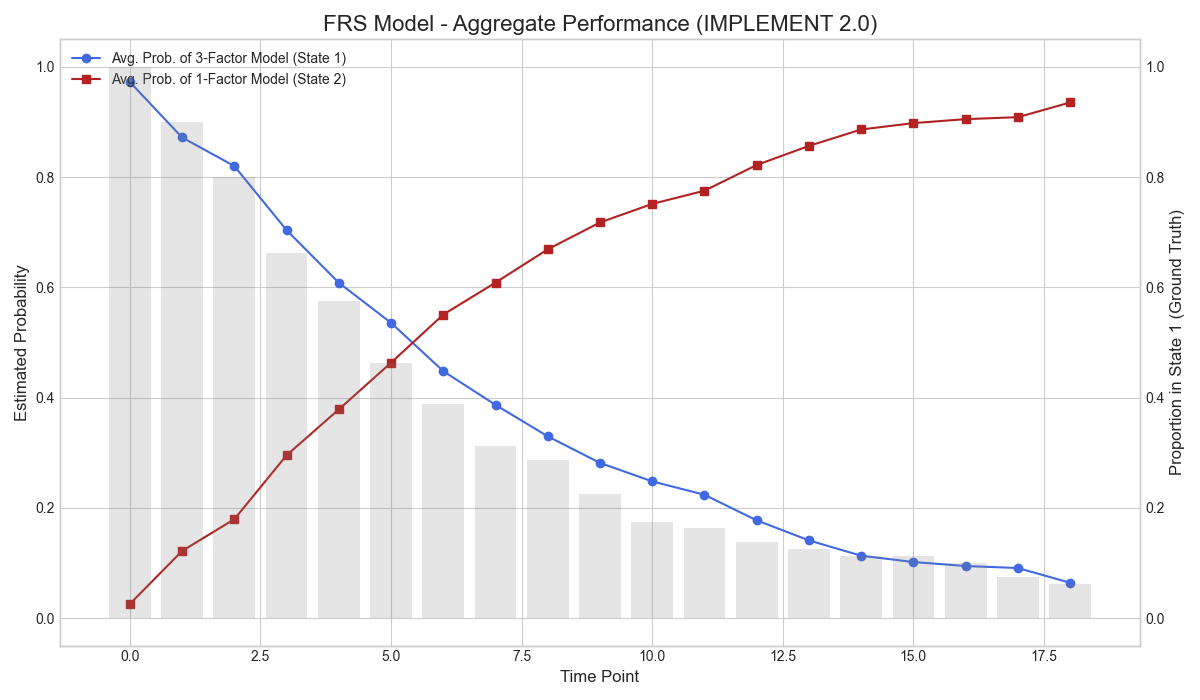 FRS Model - Aggregate Performance (IMPLEMENT 2.0)
Avg. Prob. of 3-Factor Model (State 1)
Avg. Prob. of 1-Factor Model (State 2)
Estimated Probability
1.0
0.8
0.6
0.4
0.2
0.0
1.0
0.8
0.6
0.4
0.2
0.0
Proportion in State 1 (Ground Truth)
0.0 2.5 5.0 7.5 10.0 12.5 15.0 17.5
Time Point